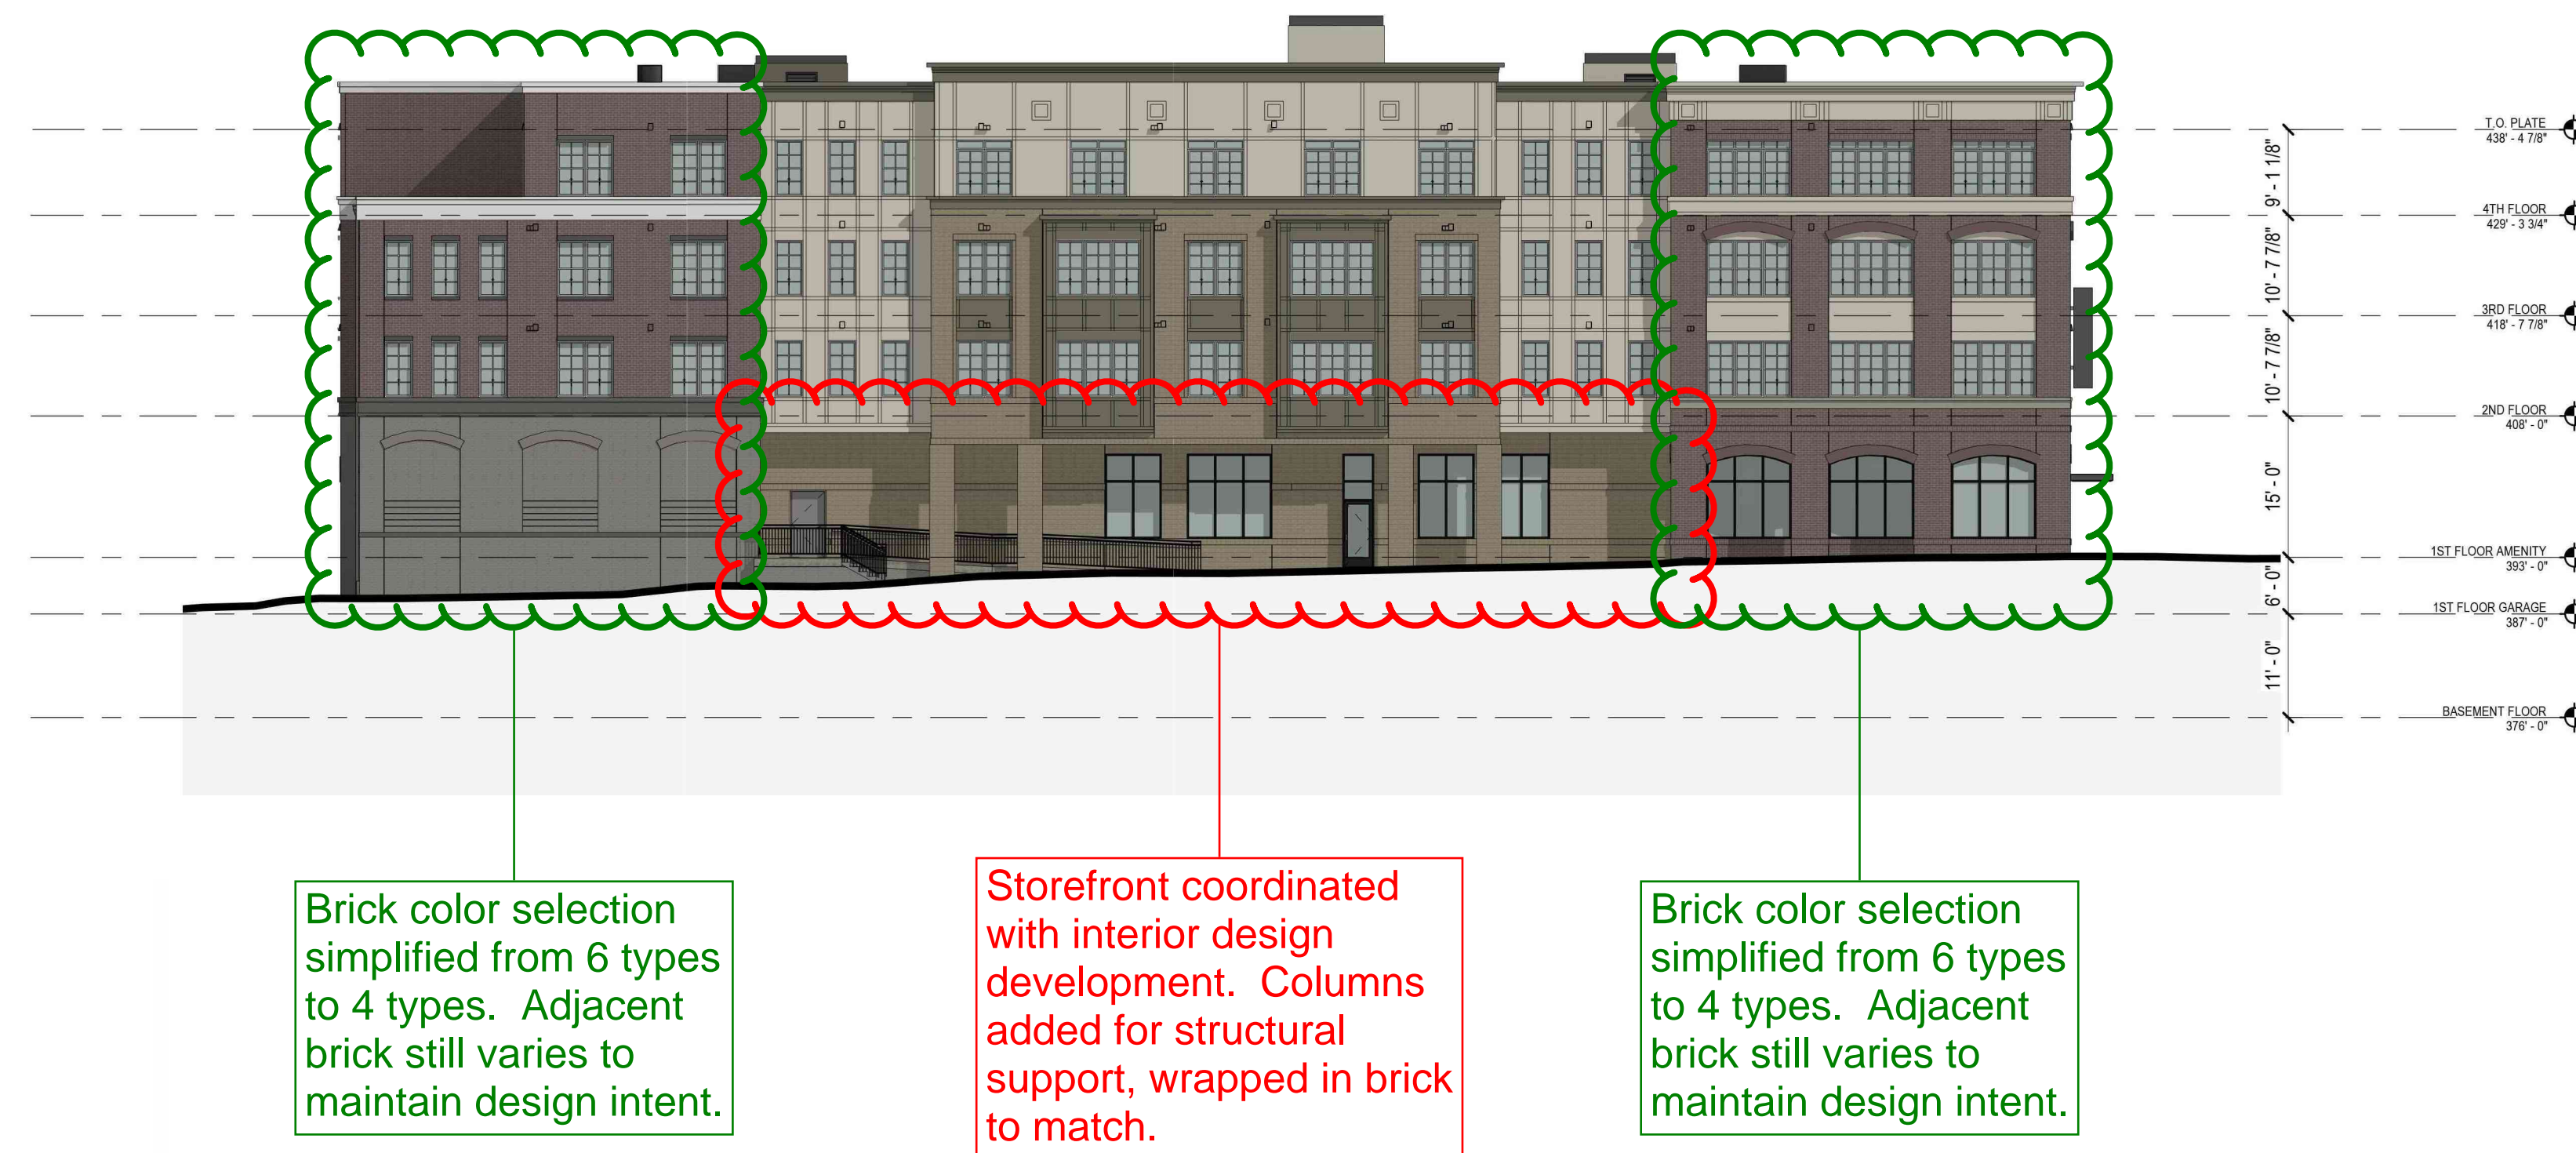 T.O. PLATE
438' - 4 7/8"
9' - 1 1/8"
4TH FLOOR
429' - 3 3/4"
10' - 7 7/8"
3RD FLOOR
418' - 7 7/8"
10' - 7 7/8"
2ND FLOOR
408' - 0"
15' - 0"
1ST FLOOR AMENITY
393' - 0"
6' - 0"
1ST FLOOR GARAGE
387' - 0"
11' - 0"
BASEMENT FLOOR
376' - 0"
Brick color selection
simplified from 6 types
to 4 types.  Adjacent
brick still varies to
maintain design intent.
Storefront coordinated
with interior design
development.  Columns
added for structural
support, wrapped in brick
to match.
Brick color selection
simplified from 6 types
to 4 types.  Adjacent
brick still varies to
maintain design intent.